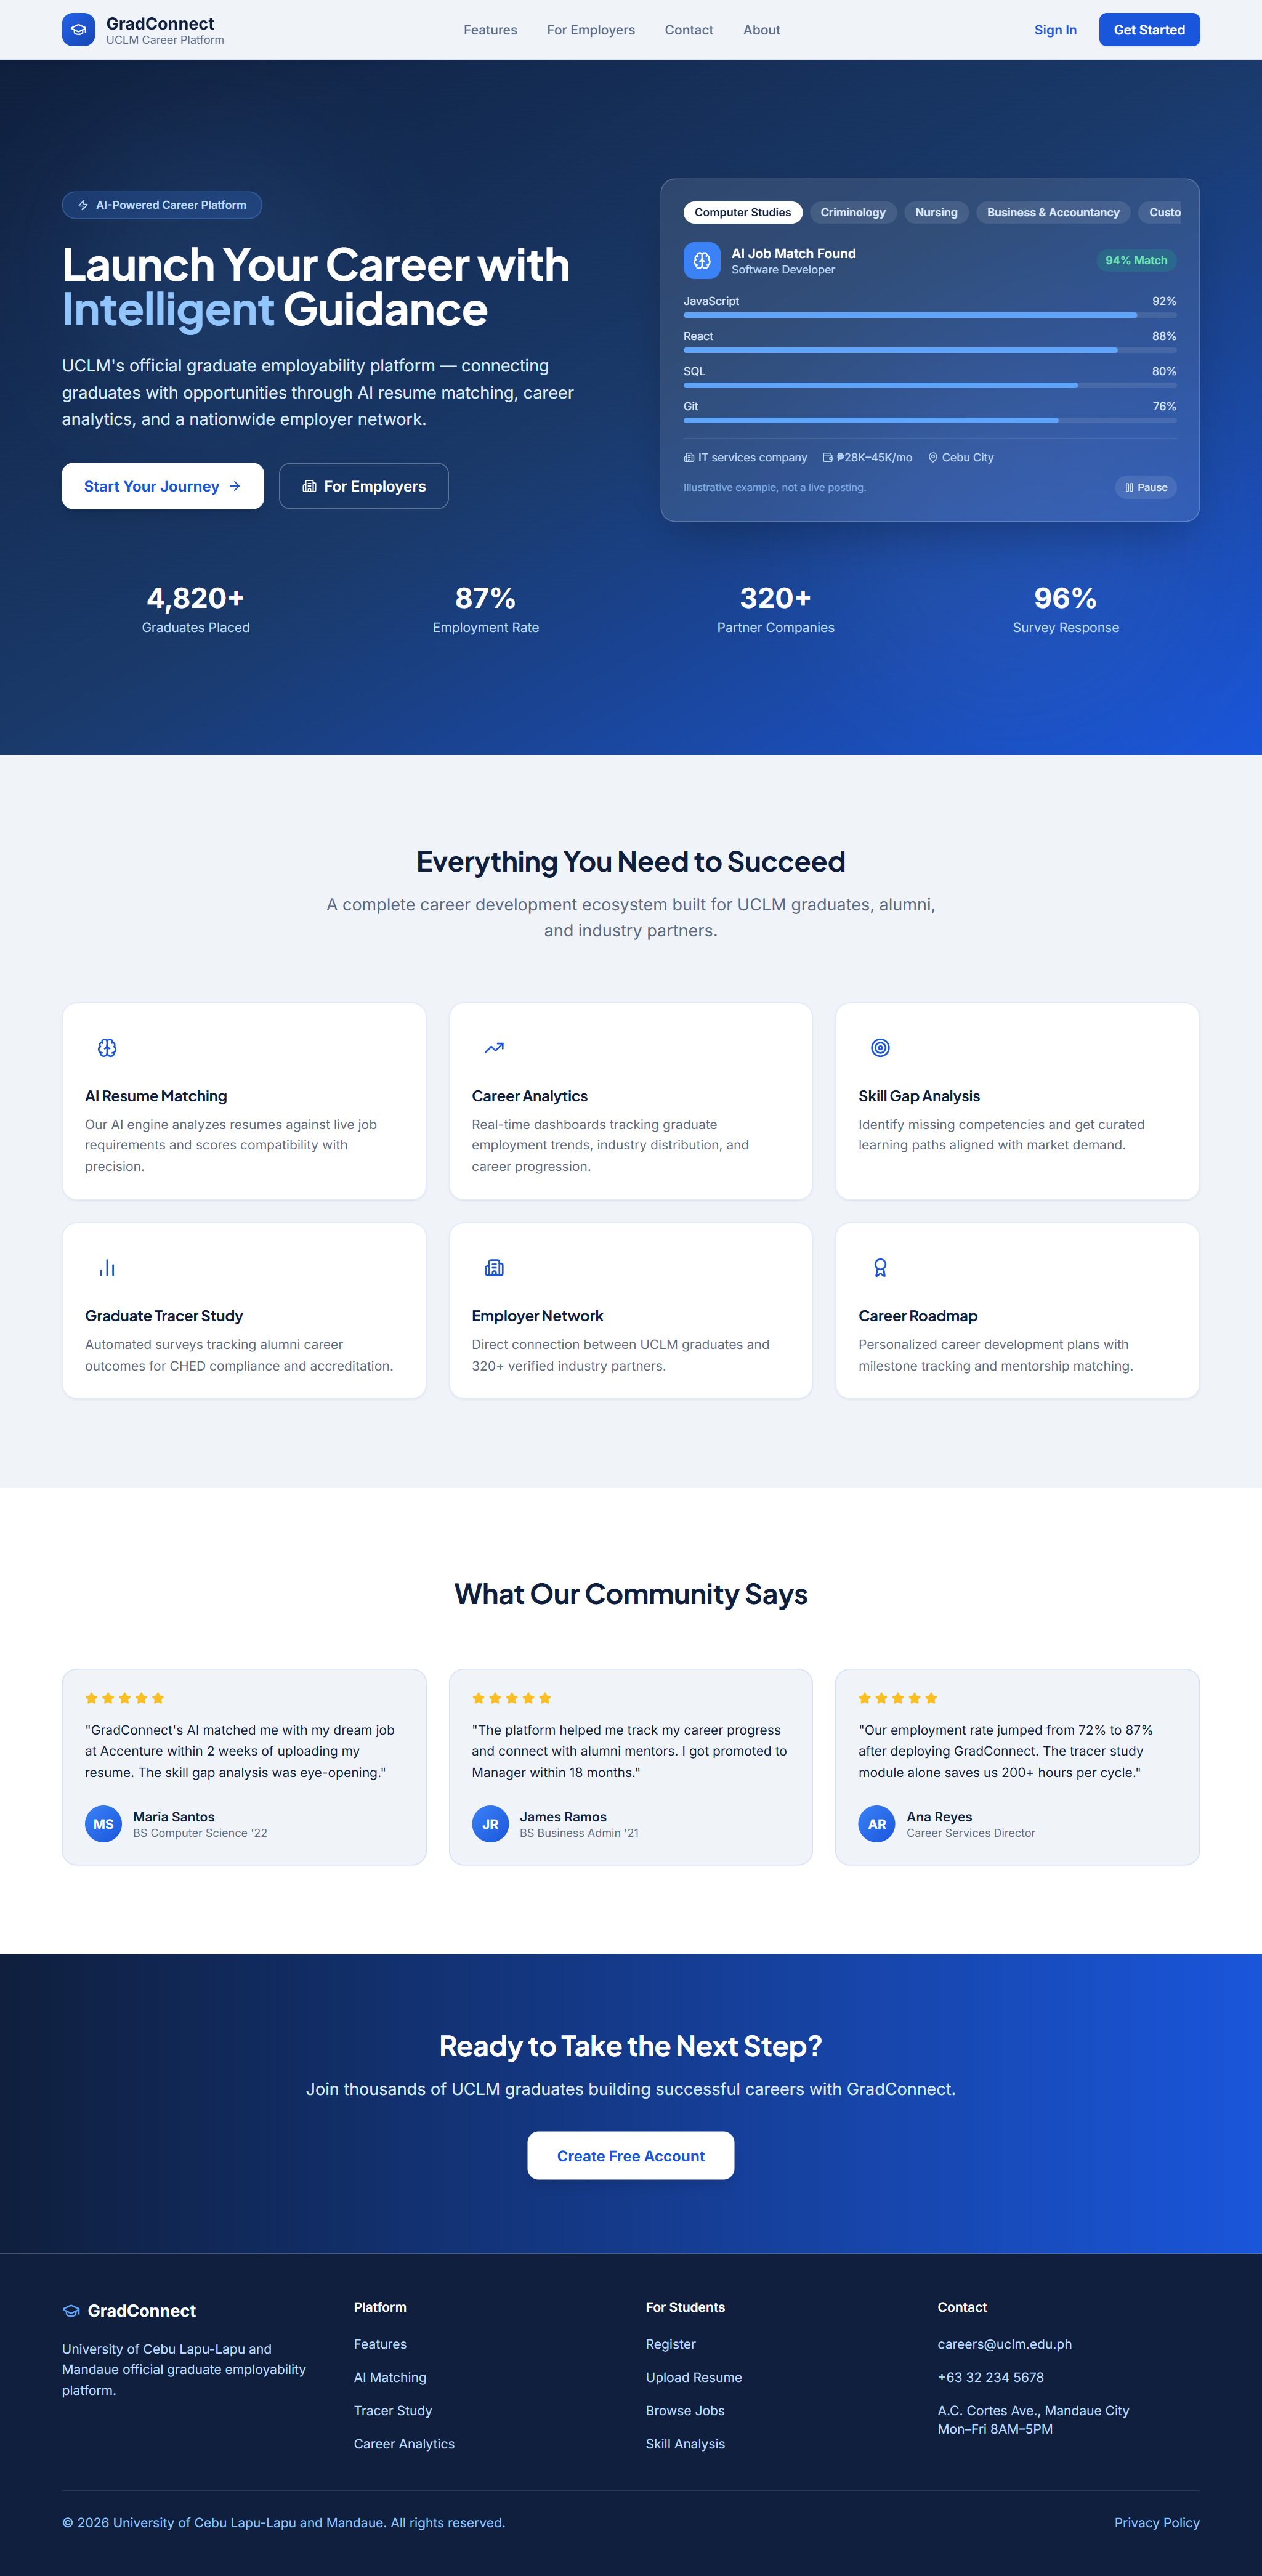 GradConnect
UCLM Career Platform
Features
For Employers
Contact
About
Sign In
Get Started
AI-Powered Career Platform
Launch Your Career with
Intelligent Guidance
UCLM's official graduate employability platform — connecting
graduates with opportunities through AI resume matching, career
analytics, and a nationwide employer network.
Start Your Journey
For Employers
Computer Studies
Criminology
Nursing
Business & Accountancy
Custo
AI Job Match Found
Software Developer
94% Match
JavaScript 92%
React 88%
SQL 80%
Git 76%
IT services company
₱28K–45K/mo
Cebu City
Illustrative example, not a live posting.
Pause
4,820+
Graduates Placed
87%
Employment Rate
320+
Partner Companies
96%
Survey Response
Everything You Need to Succeed
A complete career development ecosystem built for UCLM graduates, alumni,
and industry partners.
AI Resume Matching
Our AI engine analyzes resumes against live job
requirements and scores compatibility with
precision.
Career Analytics
Real-time dashboards tracking graduate
employment trends, industry distribution, and
career progression.
Skill Gap Analysis
Identify missing competencies and get curated
learning paths aligned with market demand.
Graduate Tracer Study
Automated surveys tracking alumni career
outcomes for CHED compliance and accreditation.
Employer Network
Direct connection between UCLM graduates and
320+ verified industry partners.
Career Roadmap
Personalized career development plans with
milestone tracking and mentorship matching.
What Our Community Says
"GradConnect's AI matched me with my dream job
at Accenture within 2 weeks of uploading my
resume. The skill gap analysis was eye-opening."
MS
Maria Santos
BS Computer Science '22
"The platform helped me track my career progress
and connect with alumni mentors. I got promoted to
Manager within 18 months."
JR
James Ramos
BS Business Admin '21
"Our employment rate jumped from 72% to 87%
after deploying GradConnect. The tracer study
module alone saves us 200+ hours per cycle."
AR
Ana Reyes
Career Services Director
Ready to Take the Next Step?
Join thousands of UCLM graduates building successful careers with GradConnect.
Create Free Account
GradConnect
University of Cebu Lapu-Lapu and
Mandaue official graduate employability
platform.
Platform
Features
AI Matching
Tracer Study
Career Analytics
For Students
Register
Upload Resume
Browse Jobs
Skill Analysis
Contact
careers@uclm.edu.ph
+63 32 234 5678
A.C. Cortes Ave., Mandaue City
Mon–Fri 8AM–5PM
© 2026 University of Cebu Lapu-Lapu and Mandaue. All rights reserved.
Privacy Policy